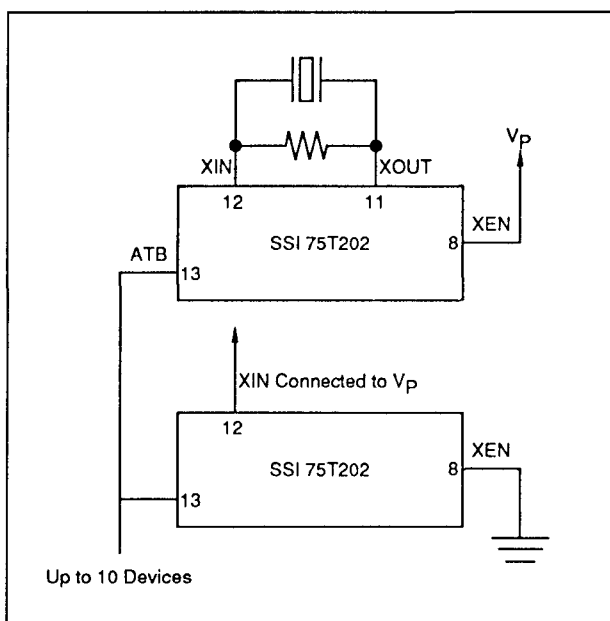 V_P
XIN
XOUT
12
11
XEN
SSI 75T202
8
ATB
13
XIN Connected to V_P
12
XEN
SSI 75T202
8
13
Up to 10 Devices